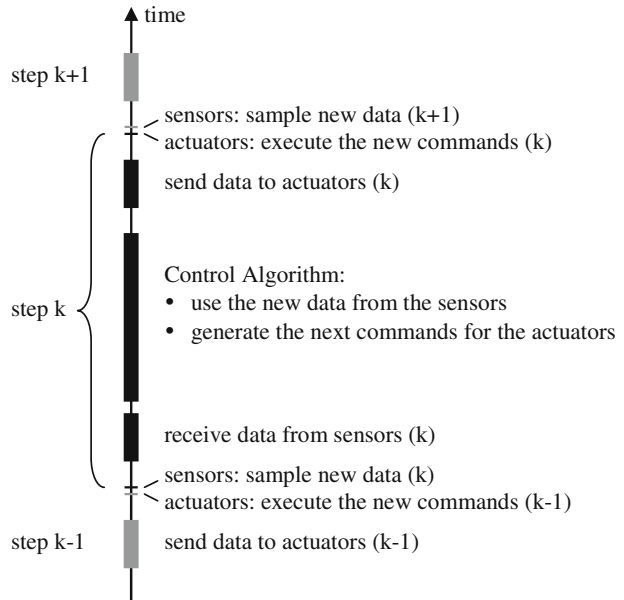 time
step k+1
sensors: sample new data (k+1)
actuators: execute the new commands (k)
send data to actuators (k)
Control Algorithm:
• use the new data from the sensors
step k
• generate the next commands for the actuators
receive data from sensors (k)
sensors: sample new data (k)
actuators: execute the new commands (k-1)
step k-1
send data to actuators (k-1)